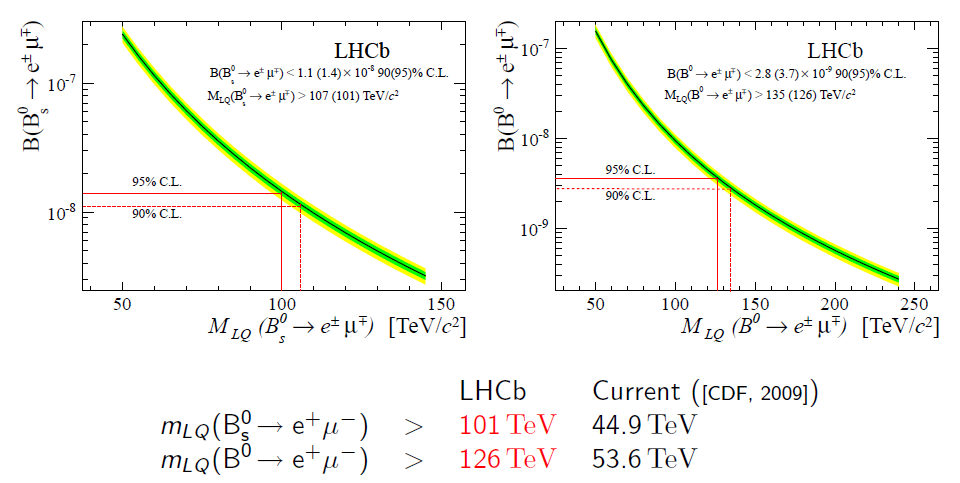 LHCb
B(B⁰ₛ → e± μ∓) < 1.1 (1.4) × 10⁻⁸ 90(95)% C.L.
M_LQ(B⁰ₛ → e± μ∓) > 107 (101) TeV/c²
B(B⁰ₛ → e± μ∓)
10⁻⁷
95% C.L.
10⁻⁸
90% C.L.
50 100 150
M_LQ (B⁰ₛ → e± μ∓) [TeV/c²]
LHCb
B(B⁰ → e± μ∓) < 2.8 (3.7) × 10⁻⁹ 90(95)% C.L.
M_LQ(B⁰ → e± μ∓) > 135 (126) TeV/c²
B(B⁰ → e± μ∓)
10⁻⁷
10⁻⁸
95% C.L.
90% C.L.
10⁻⁹
50 100 150 200 250
M_LQ (B⁰ → e± μ∓) [TeV/c²]
LHCb Current ([CDF, 2009])
m_LQ(B⁰ₛ → e⁺μ⁻) > 101 TeV 44.9 TeV
m_LQ(B⁰ → e⁺μ⁻) > 126 TeV 53.6 TeV